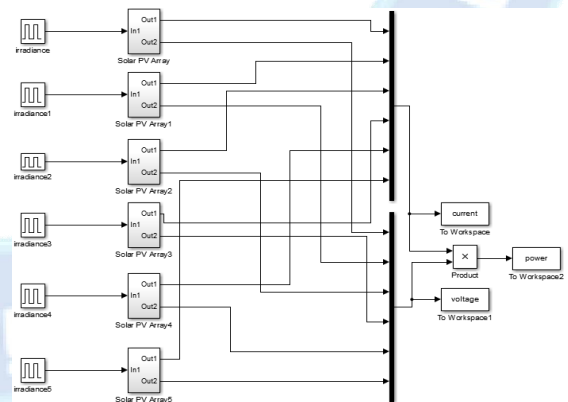 Out1
In1
Out2
irradiance
Solar PV Array
Out1
In1
Out2
irradiance1
Solar PV Array1
Out1
In1
Out2
irradiance2
Solar PV Array2
Out1
In1
Out2
irradiance3
Solar PV Array3
Out1
In1
Out2
irradiance4
Solar PV Array4
Out1
In1
Out2
irradiance5
Solar PV Array5
current
To Workspace
×
Product
power
To Workspace2
voltage
To Workspace1